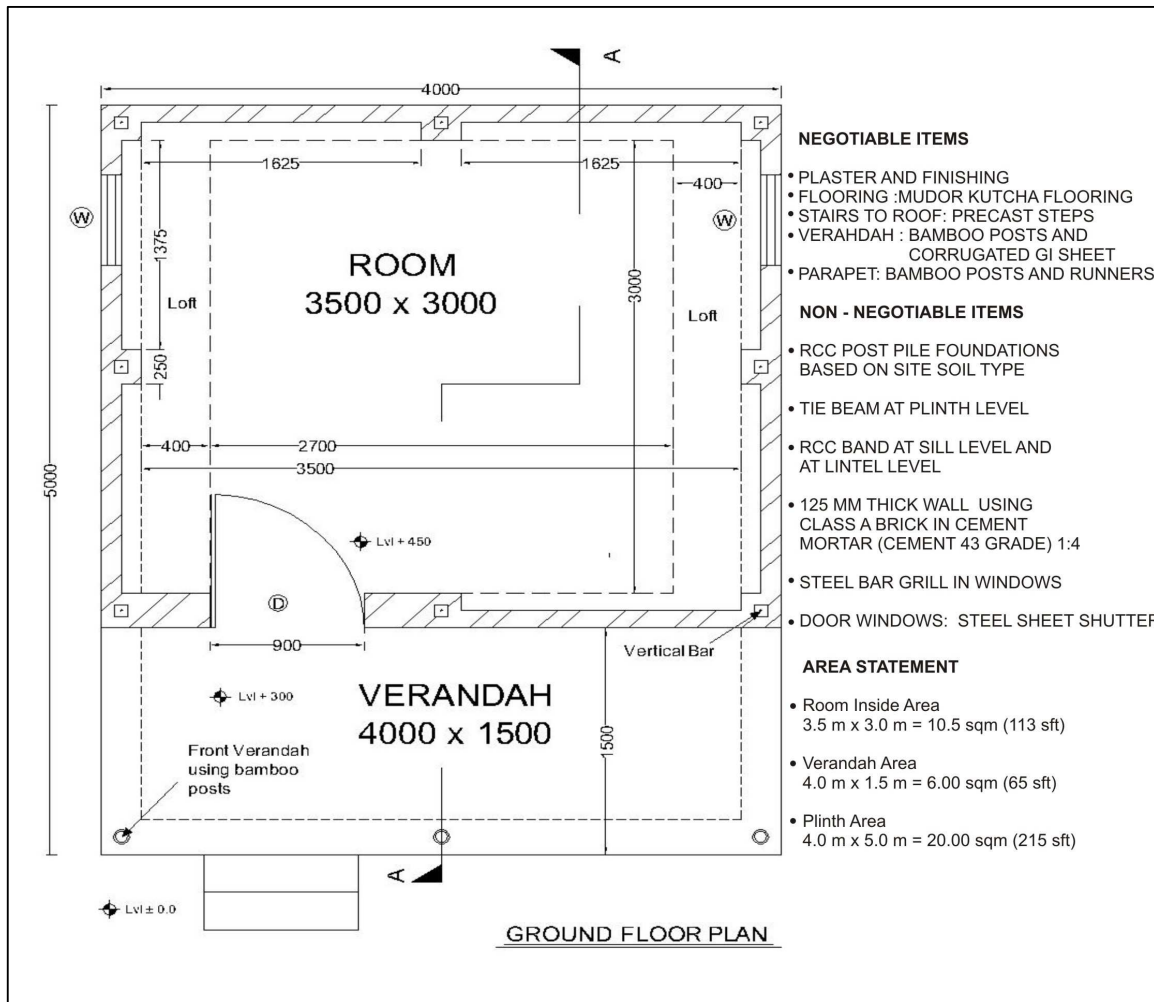 A
4000
1625
1625
400
W
W
1375
ROOM
3500 x 3000
3000
Loft
Loft
250
400
2700
3500
5000
Lvl + 450
D
900
Vertical Bar
Lvl + 300
VERANDAH
4000 x 1500
1500
Front Verandah
using bamboo
posts
A
Lvl ± 0.0
GROUND FLOOR PLAN
NEGOTIABLE ITEMS
• PLASTER AND FINISHING
• FLOORING :MUDOR KUTCHA FLOORING
• STAIRS TO ROOF: PRECAST STEPS
• VERAHDAH : BAMBOO POSTS AND
CORRUGATED GI SHEET
• PARAPET: BAMBOO POSTS AND RUNNERS
NON - NEGOTIABLE ITEMS
• RCC POST PILE FOUNDATIONS
BASED ON SITE SOIL TYPE
• TIE BEAM AT PLINTH LEVEL
• RCC BAND AT SILL LEVEL AND
AT LINTEL LEVEL
• 125 MM THICK WALL USING
CLASS A BRICK IN CEMENT
MORTAR (CEMENT 43 GRADE) 1:4
• STEEL BAR GRILL IN WINDOWS
• DOOR WINDOWS: STEEL SHEET SHUTTER
AREA STATEMENT
• Room Inside Area
3.5 m x 3.0 m = 10.5 sqm (113 sft)
• Verandah Area
4.0 m x 1.5 m = 6.00 sqm (65 sft)
• Plinth Area
4.0 m x 5.0 m = 20.00 sqm (215 sft)